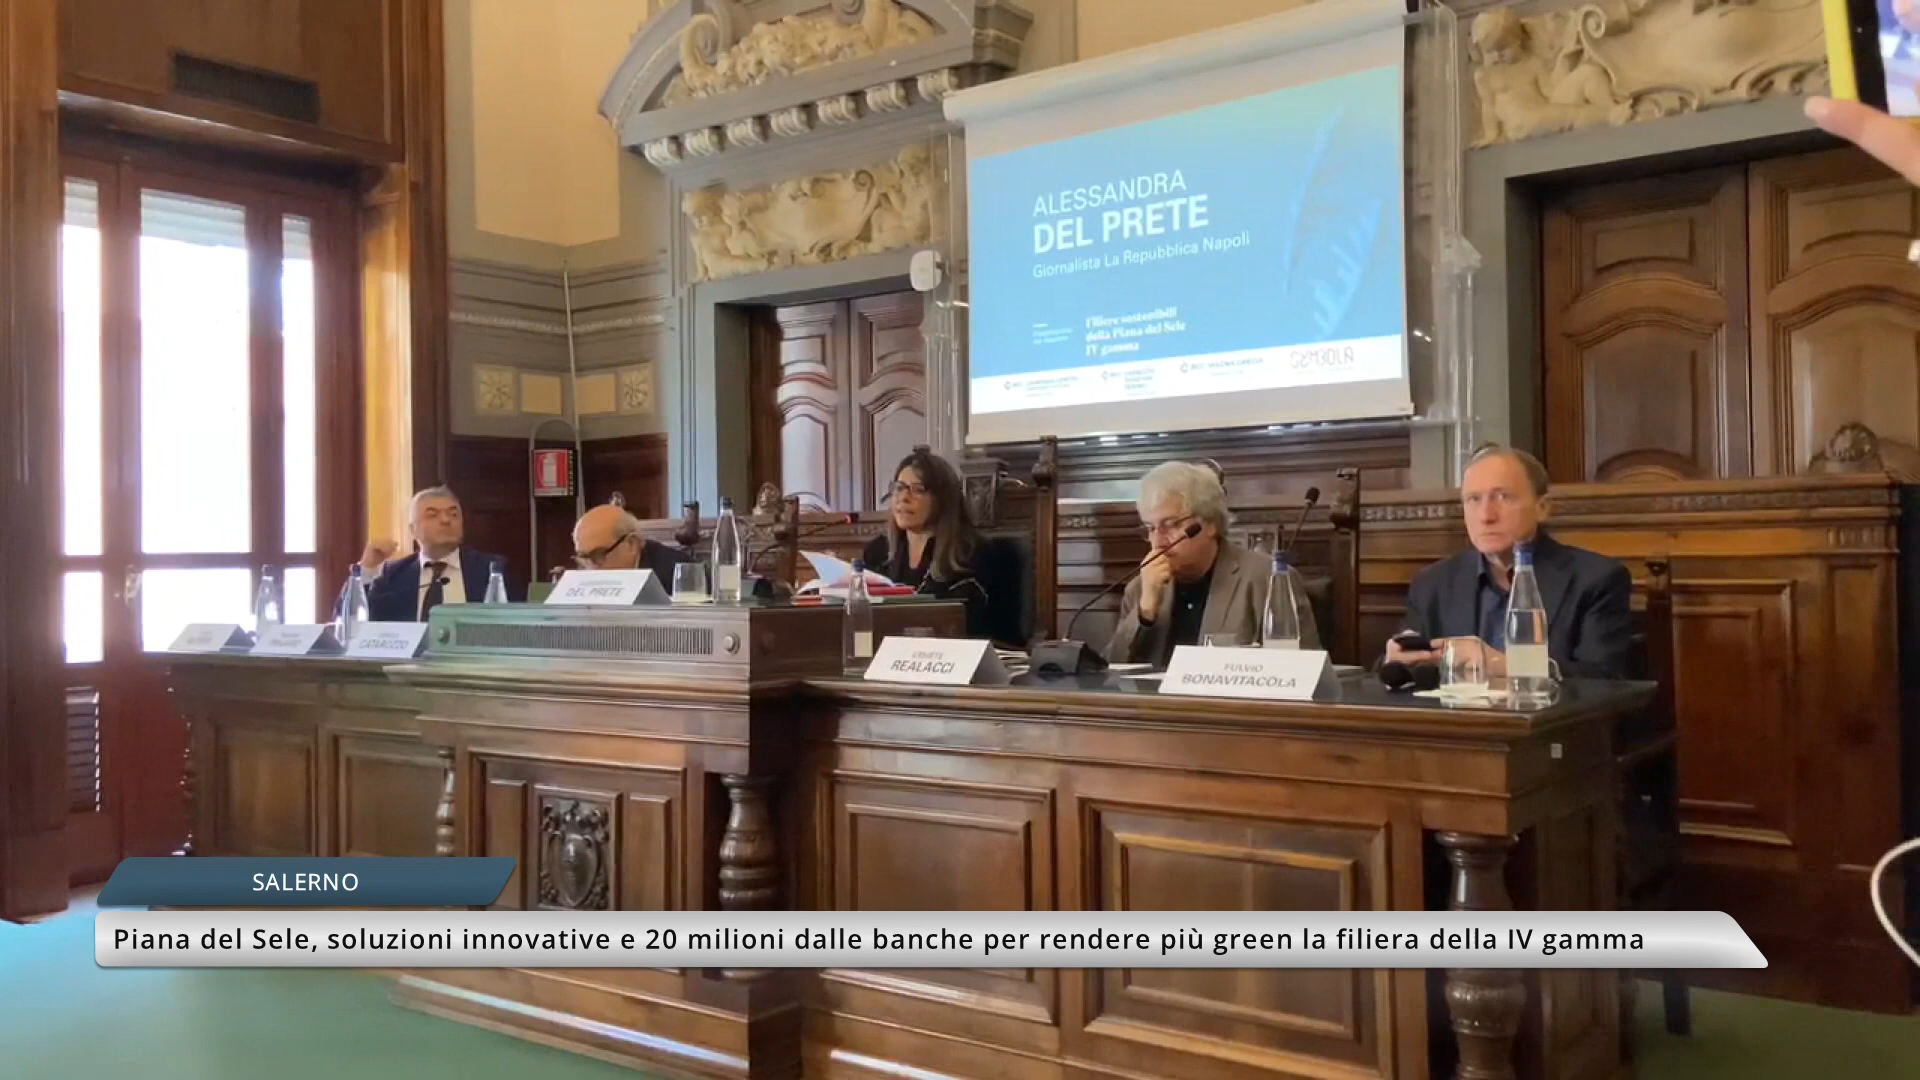 ALESSANDRA
DEL PRETE
Giornalista La Repubblica Napoli
Filiere sostenibili
della Piana del Sele
IV gamma
SYMBOLA
DEL PRETE
CATAROZZO
REALACCI
FULVIO
BONAVITACOLA
SALERNO
Piana del Sele, soluzioni innovative e 20 milioni dalle banche per rendere più green la filiera della IV gamma